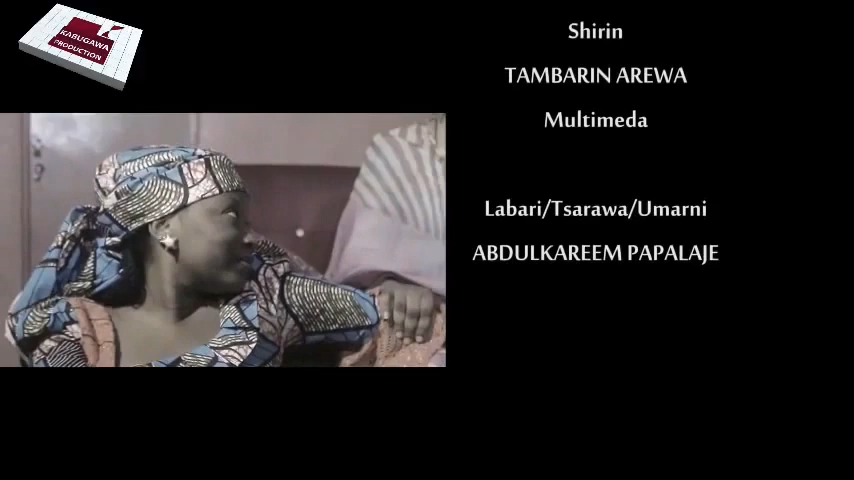 KABUGAWA
PRODUCTION
Shirin
TAMBARIN AREWA
Multimeda
Labari/Tsarawa/Umarni
ABDULKAREEM PAPALAJE